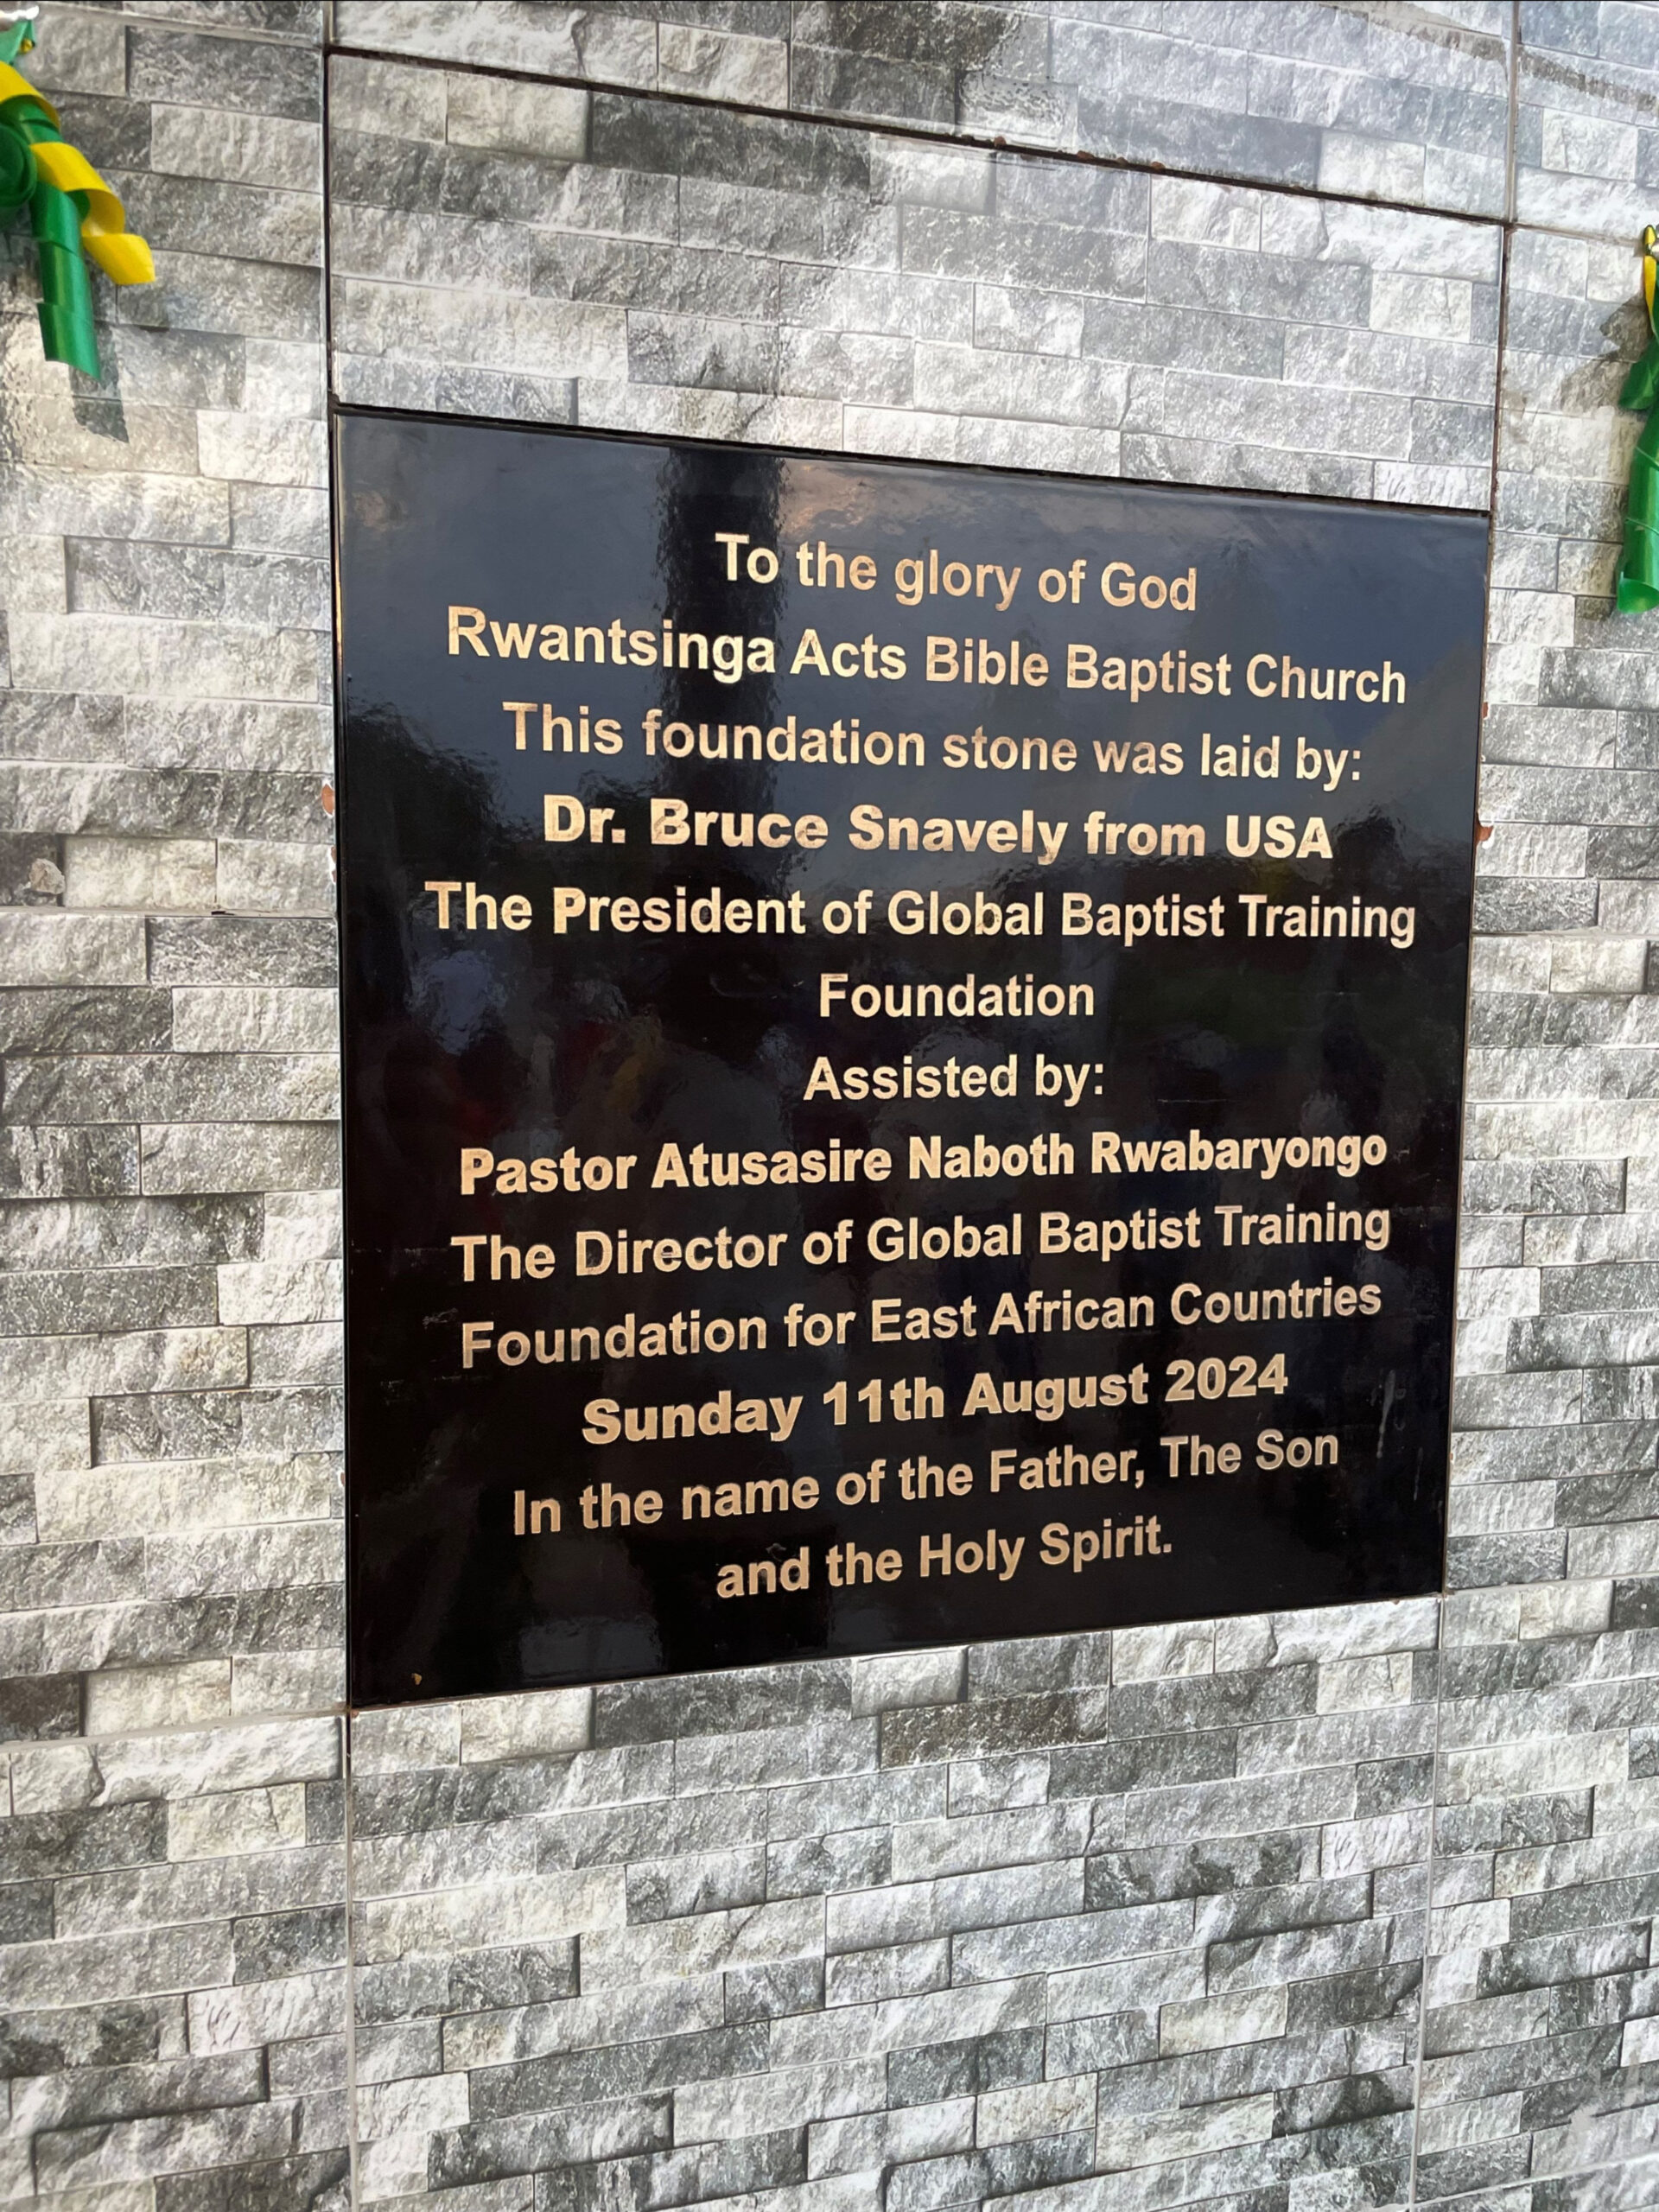 To the glory of God
Rwantsinga Acts Bible Baptist Church
This foundation stone was laid by:
Dr. Bruce Snavely from USA
The President of Global Baptist Training
Foundation
Assisted by:
Pastor Atusasire Naboth Rwabaryongo
The Director of Global Baptist Training
Foundation for East African Countries
Sunday 11th August 2024
In the name of the Father, The Son
and the Holy Spirit.